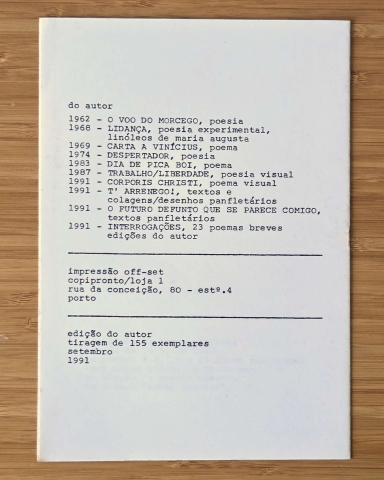 do autor
1962 - O VOO DO MORCEGO, poesia
1968 - LIDANÇA, poesia experimental,
linóleos de maria augusta
1969 - CARTA A VINÍCIUS, poema
1974 - DESPERTADOR, poesia
1983 - DIA DE PICA BOI, poema
1987 - TRABALHO/LIBERDADE, poesia visual
1991 - CORPORIS CHRISTI, poema visual
1991 - T' ARRENEGO!, textos e
colagens/desenhos panfletários
1991 - O FUTURO DEFUNTO QUE SE PARECE COMIGO,
textos panfletários
1991 - INTERROGAÇÕES, 23 poemas breves
edições do autor
impressão off-set
copipronto/loja 1
rua da conceição, 80 - estº.4
porto
edição do autor
tiragem de 155 exemplares
setembro
1991